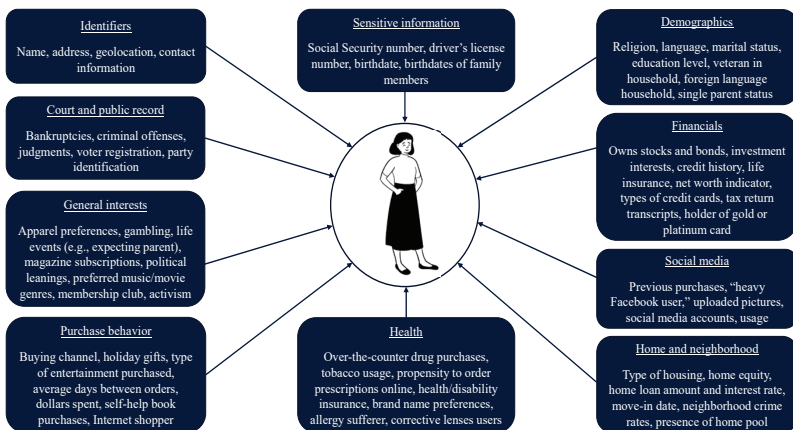 Identifiers
Name, address, geolocation, contact
information
Court and public record
Bankruptcies, criminal offenses,
judgments, voter registration, party
identification
General interests
Apparel preferences, gambling, life
events (e.g., expecting parent),
magazine subscriptions, political
leanings, preferred music/movie
genres, membership club, activism
Purchase behavior
Buying channel, holiday gifts, type
of entertainment purchased,
average days between orders,
dollars spent, self-help book
purchases, Internet shopper
Sensitive information
Social Security number, driver’s license
number, birthdate, birthdates of family
members
Health
Over-the-counter drug purchases,
tobacco usage, propensity to order
prescriptions online, health/disability
insurance, brand name preferences,
allergy sufferer, corrective lenses users
Demographics
Religion, language, marital status,
education level, veteran in
household, foreign language
household, single parent status
Financials
Owns stocks and bonds, investment
interests, credit history, life
insurance, net worth indicator,
types of credit cards, tax return
transcripts, holder of gold or
platinum card
Social media
Previous purchases, “heavy
Facebook user,” uploaded pictures,
social media accounts, usage
Home and neighborhood
Type of housing, home equity,
home loan amount and interest rate,
move-in date, neighborhood crime
rates, presence of home pool